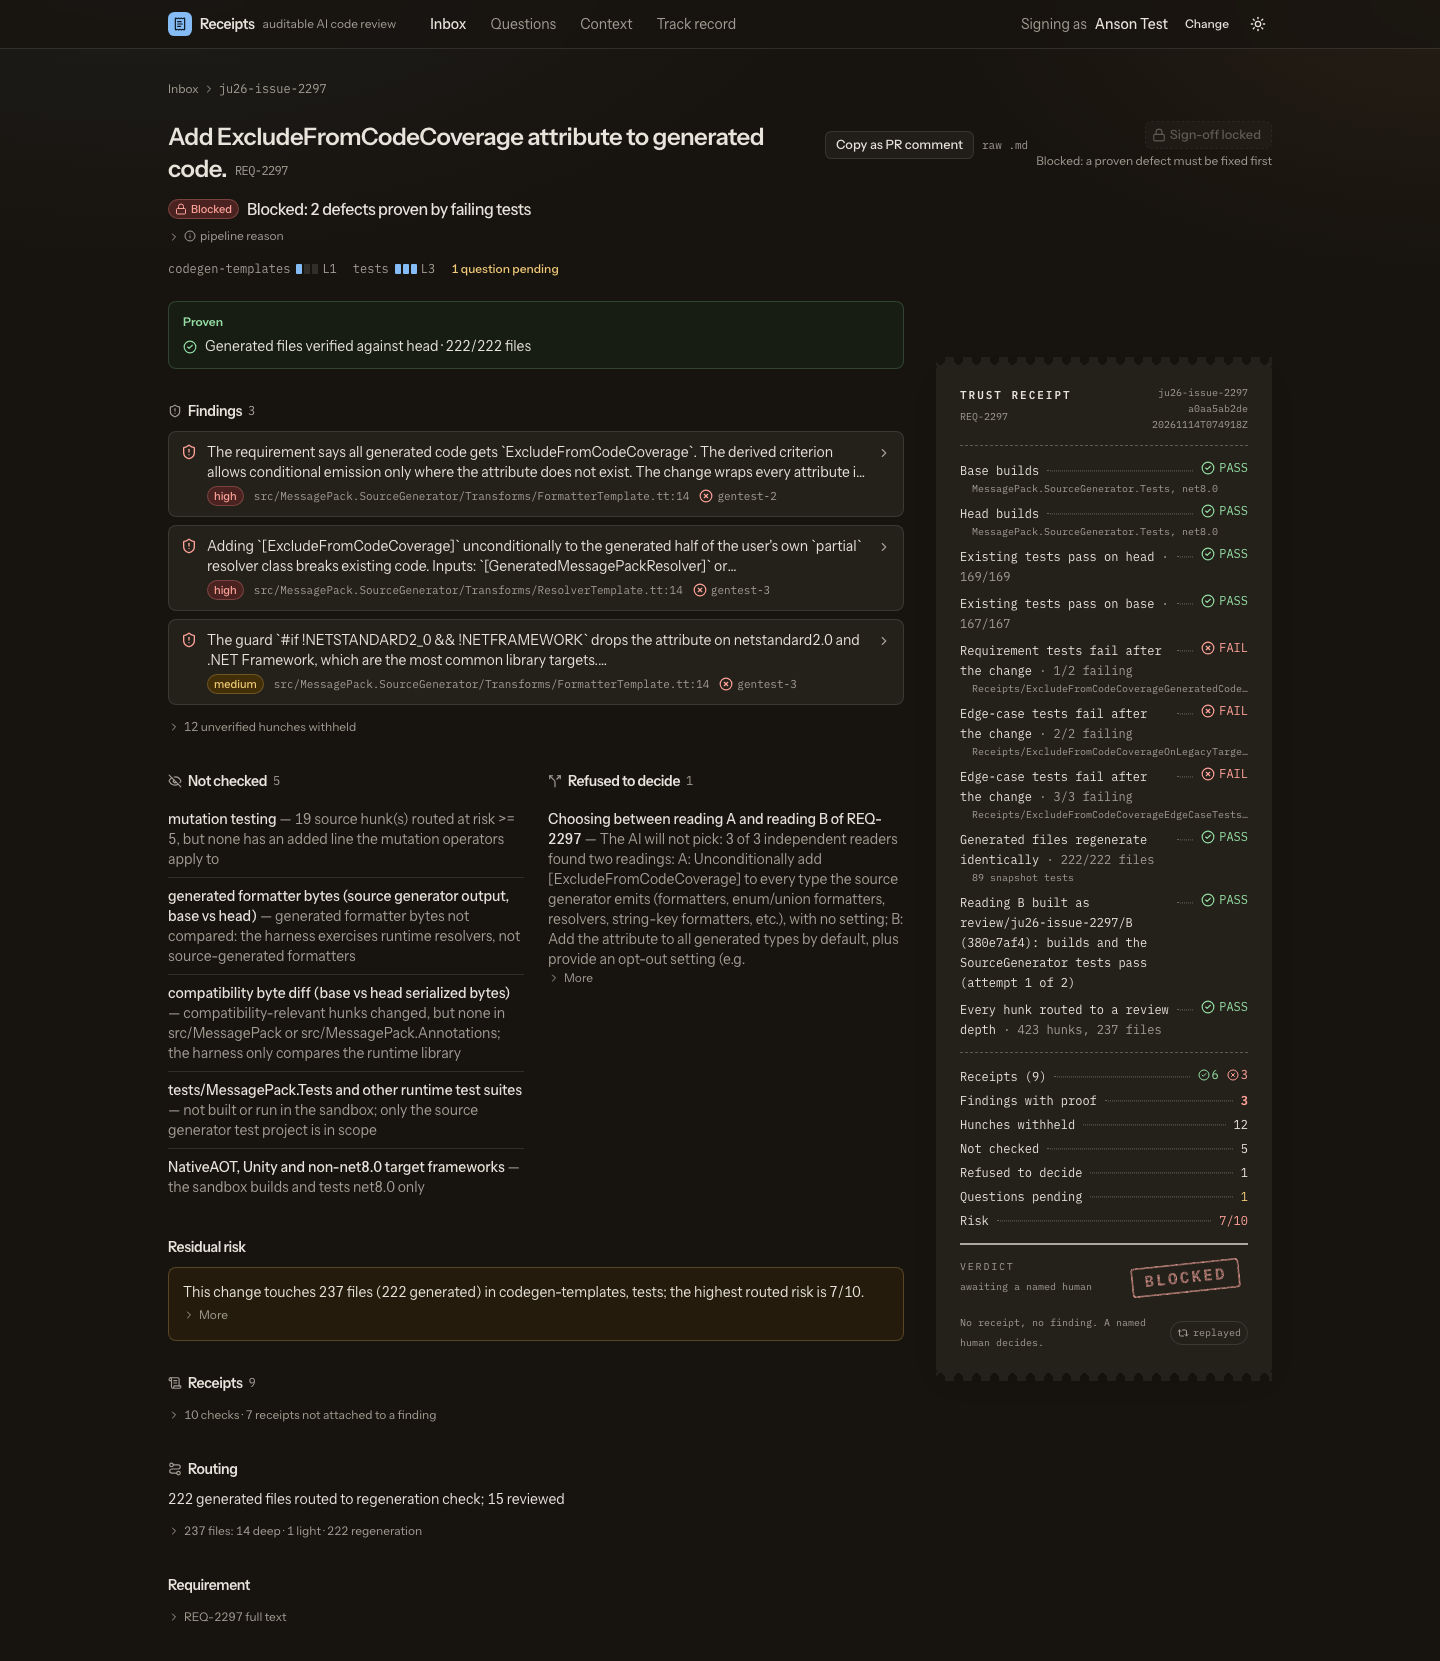 Receipts auditable AI code review Inbox Questions Context Track record Signing as Anson Test Change
Inbox > ju26-issue-2297
Add ExcludeFromCodeCoverage attribute to generated
code. REQ-2297
Copy as PR comment raw .md
Sign-off locked
Blocked: a proven defect must be fixed first
Blocked Blocked: 2 defects proven by failing tests
pipeline reason
codegen-templates L1 tests L3 1 question pending
Proven
Generated files verified against head · 222/222 files
Findings 3
The requirement says all generated code gets `ExcludeFromCodeCoverage`. The derived criterion
allows conditional emission only where the attribute does not exist. The change wraps every attribute i...
high src/MessagePack.SourceGenerator/Transforms/FormatterTemplate.tt:14 gentest-2
Adding `[ExcludeFromCodeCoverage]` unconditionally to the generated half of the user's own `partial`
resolver class breaks existing code. Inputs: `[GeneratedMessagePackResolver]` or...
high src/MessagePack.SourceGenerator/Transforms/ResolverTemplate.tt:14 gentest-3
The guard `#if !NETSTANDARD2_0 && !NETFRAMEWORK` drops the attribute on netstandard2.0 and
.NET Framework, which are the most common library targets....
medium src/MessagePack.SourceGenerator/Transforms/FormatterTemplate.tt:14 gentest-3
12 unverified hunches withheld
Not checked 5
mutation testing — 19 source hunk(s) routed at risk >=
5, but none has an added line the mutation operators
apply to
generated formatter bytes (source generator output,
base vs head) — generated formatter bytes not
compared: the harness exercises runtime resolvers, not
source-generated formatters
compatibility byte diff (base vs head serialized bytes)
— compatibility-relevant hunks changed, but none in
src/MessagePack or src/MessagePack.Annotations;
the harness only compares the runtime library
tests/MessagePack.Tests and other runtime test suites
— not built or run in the sandbox; only the source
generator test project is in scope
NativeAOT, Unity and non-net8.0 target frameworks —
the sandbox builds and tests net8.0 only
Refused to decide 1
Choosing between reading A and reading B of REQ-
2297 — The AI will not pick: 3 of 3 independent readers
found two readings: A: Unconditionally add
[ExcludeFromCodeCoverage] to every type the source
generator emits (formatters, enum/union formatters,
resolvers, string-key formatters, etc.), with no setting; B:
Add the attribute to all generated types by default, plus
provide an opt-out setting (e.g.
More
Residual risk
This change touches 237 files (222 generated) in codegen-templates, tests; the highest routed risk is 7/10.
More
Receipts 9
10 checks · 7 receipts not attached to a finding
Routing
222 generated files routed to regeneration check; 15 reviewed
237 files: 14 deep · 1 light · 222 regeneration
Requirement
REQ-2297 full text
TRUST RECEIPT
REQ-2297
ju26-issue-2297
a0aa5ab2de
20261114T074918Z
Base builds PASS
MessagePack.SourceGenerator.Tests, net8.0
Head builds PASS
MessagePack.SourceGenerator.Tests, net8.0
Existing tests pass on head · PASS
169/169
Existing tests pass on base · PASS
167/167
Requirement tests fail after FAIL
the change · 1/2 failing
Receipts/ExcludeFromCodeCoverageGeneratedCode…
Edge-case tests fail after FAIL
the change · 2/2 failing
Receipts/ExcludeFromCodeCoverageOnLegacyTarge…
Edge-case tests fail after FAIL
the change · 3/3 failing
Receipts/ExcludeFromCodeCoverageEdgeCaseTests…
Generated files regenerate PASS
identically · 222/222 files
89 snapshot tests
Reading B built as PASS
review/ju26-issue-2297/B
(380e7af4): builds and the
SourceGenerator tests pass
(attempt 1 of 2)
Every hunk routed to a review PASS
depth · 423 hunks, 237 files
Receipts (9) 6 3
Findings with proof 3
Hunches withheld 12
Not checked 5
Refused to decide 1
Questions pending 1
Risk 7/10
VERDICT
awaiting a named human
BLOCKED
No receipt, no finding. A named
human decides.
replayed